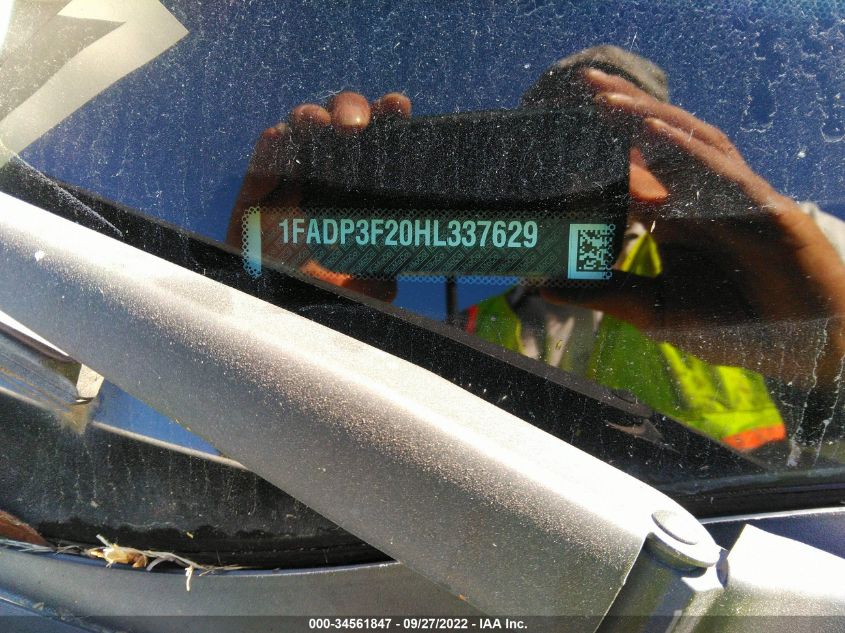 1FADP3F20HL337629
000-34561847 - 09/27/2022 - IAA Inc.